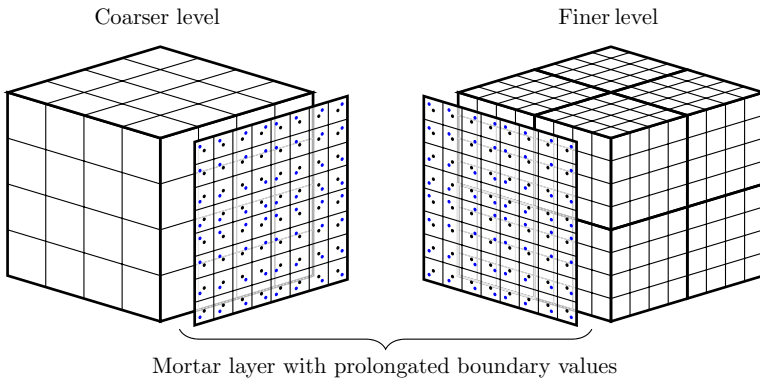 Coarser level
Finer level
Mortar layer with prolongated boundary values